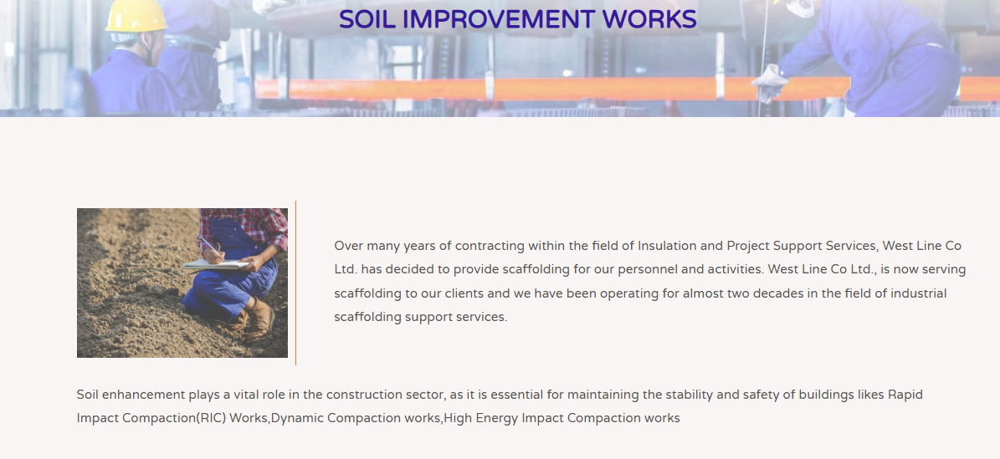 SOIL IMPROVEMENT WORKS
Over many years of contracting within the field of Insulation and Project Support Services, West Line Co
Ltd. has decided to provide scaffolding for our personnel and activities. West Line Co Ltd., is now serving
scaffolding to our clients and we have been operating for almost two decades in the field of industrial
scaffolding support services.
Soil enhancement plays a vital role in the construction sector, as it is essential for maintaining the stability and safety of buildings likes Rapid
Impact Compaction(RIC) Works,Dynamic Compaction works,High Energy Impact Compaction works